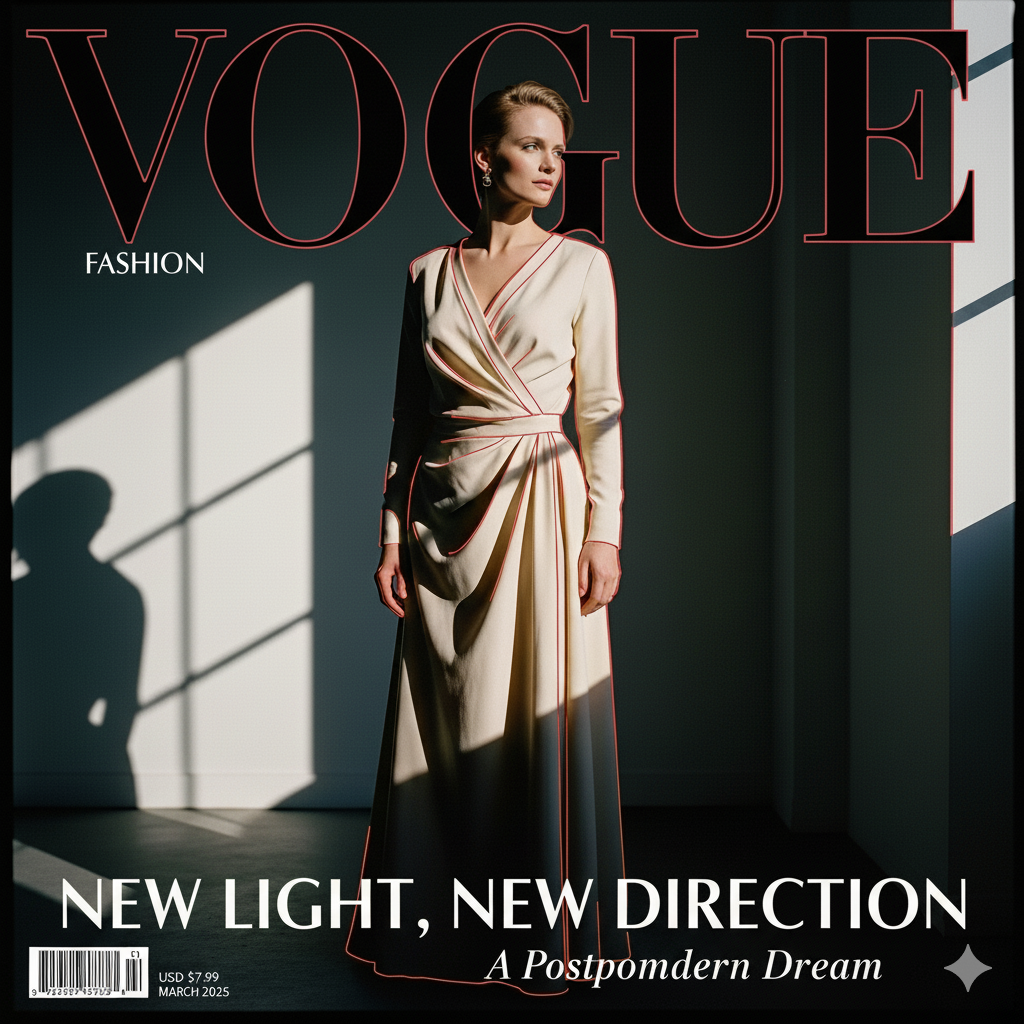 VOGUE
FASHION
NEW LIGHT, NEW DIRECTION
A Postpomdern Dream
USD $7.99
MARCH 2025